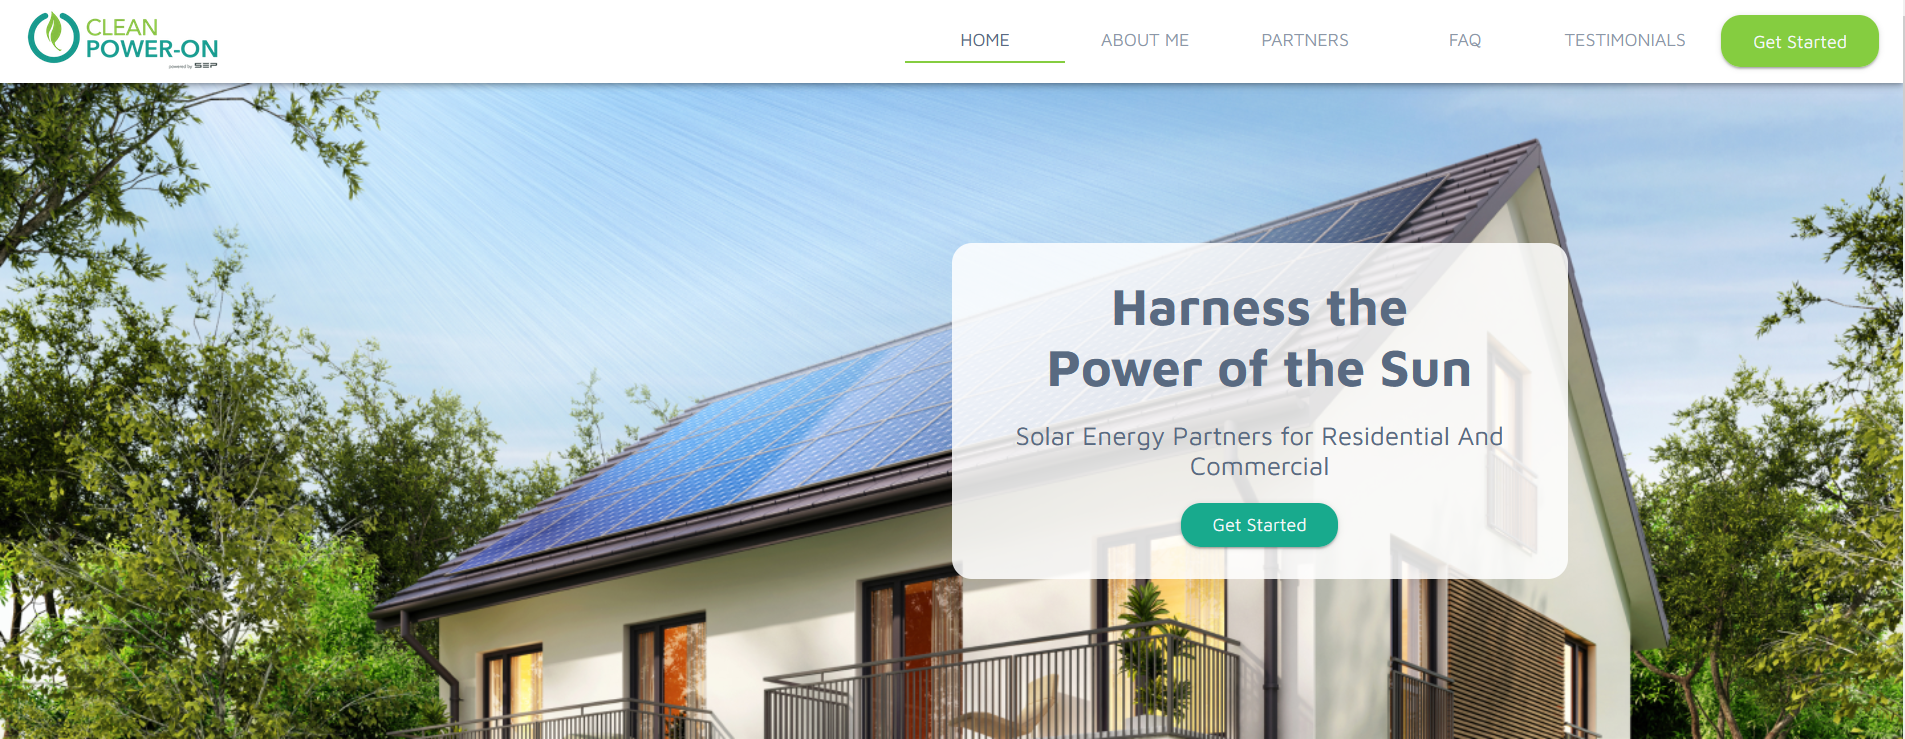 CLEAN
POWER-ON
powered by SEP
HOME
ABOUT ME
PARTNERS
FAQ
TESTIMONIALS
Get Started
Harness the
Power of the Sun
Solar Energy Partners for Residential And
Commercial
Get Started